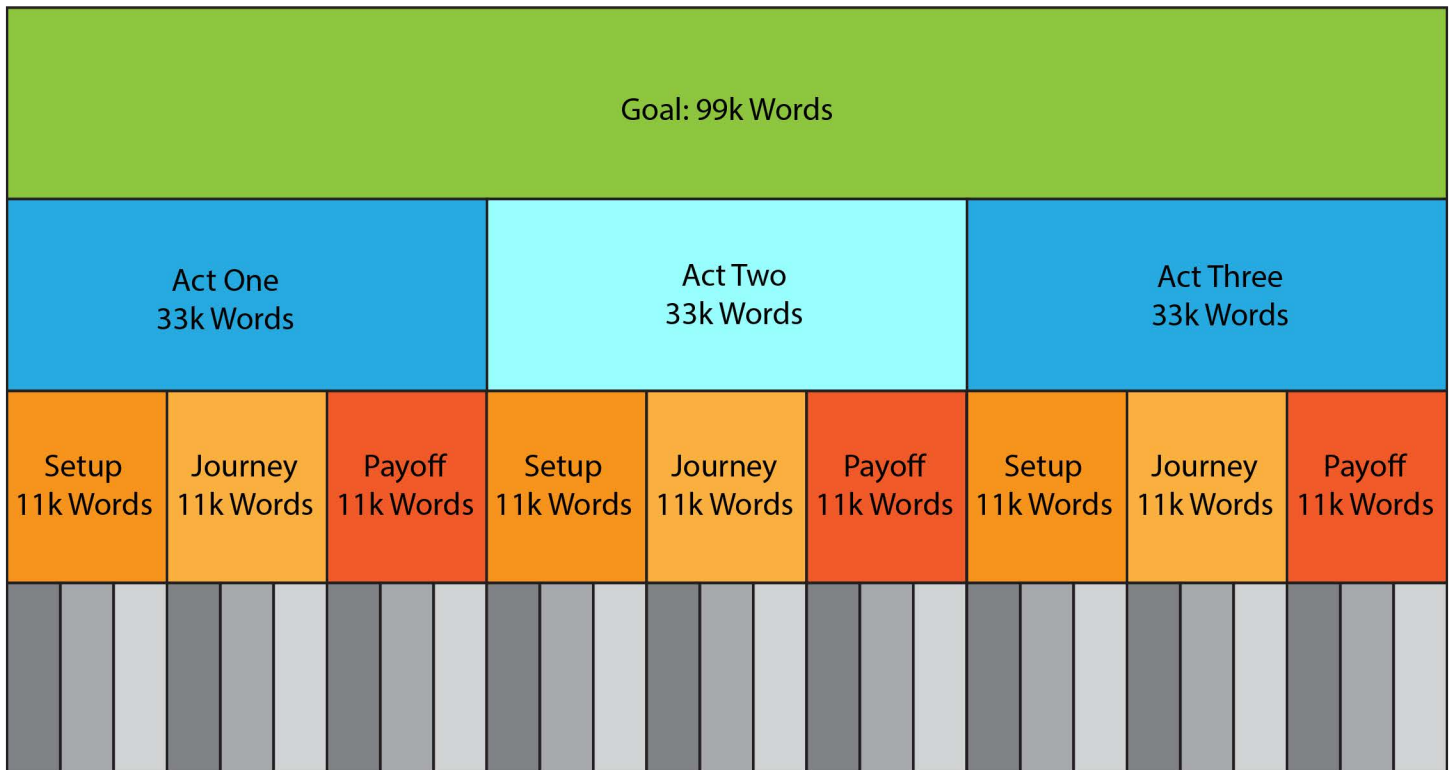 Goal: 99k Words
Act One
33k Words
Act Two
33k Words
Act Three
33k Words
Setup
11k Words
Journey
11k Words
Payoff
11k Words
Setup
11k Words
Journey
11k Words
Payoff
11k Words
Setup
11k Words
Journey
11k Words
Payoff
11k Words